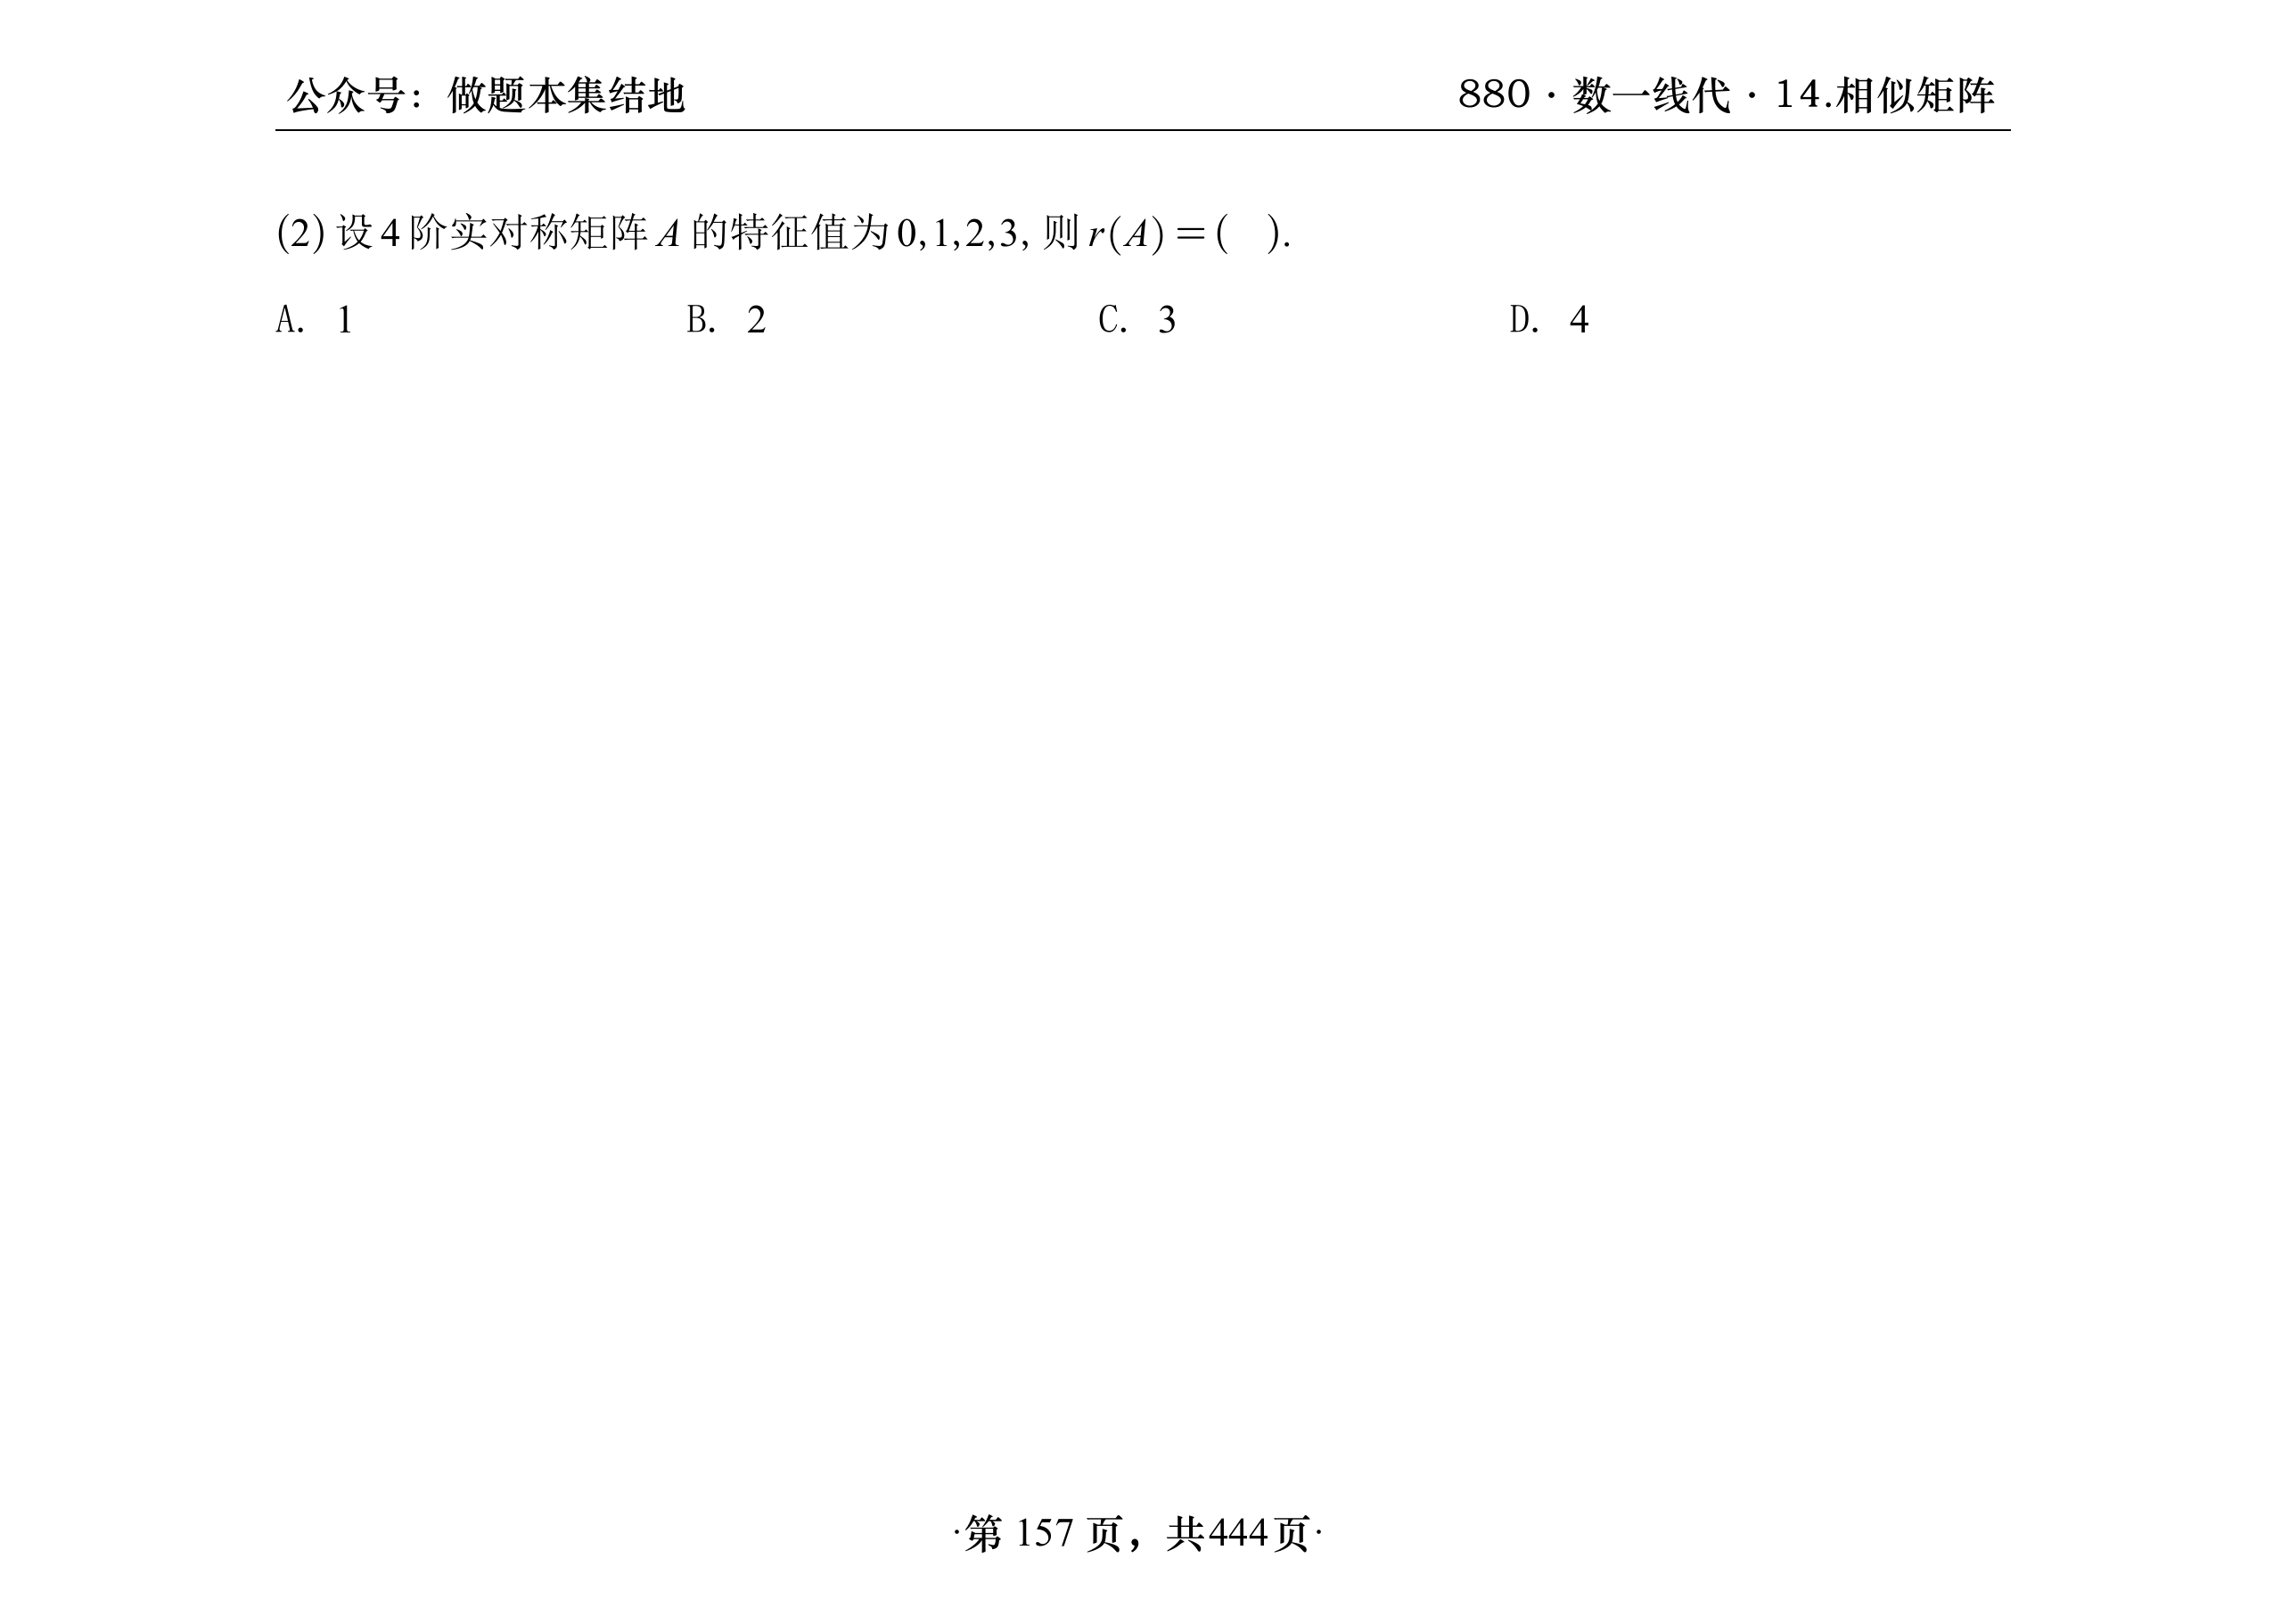 公众号：做题本集结地
880·数一线代·14.相似矩阵
(2) 设 4 阶实对称矩阵 A 的特征值为 0,1,2,3, 则 r(A) = ( ).
A. 1 B. 2 C. 3 D. 4
·第 157 页，共444页·